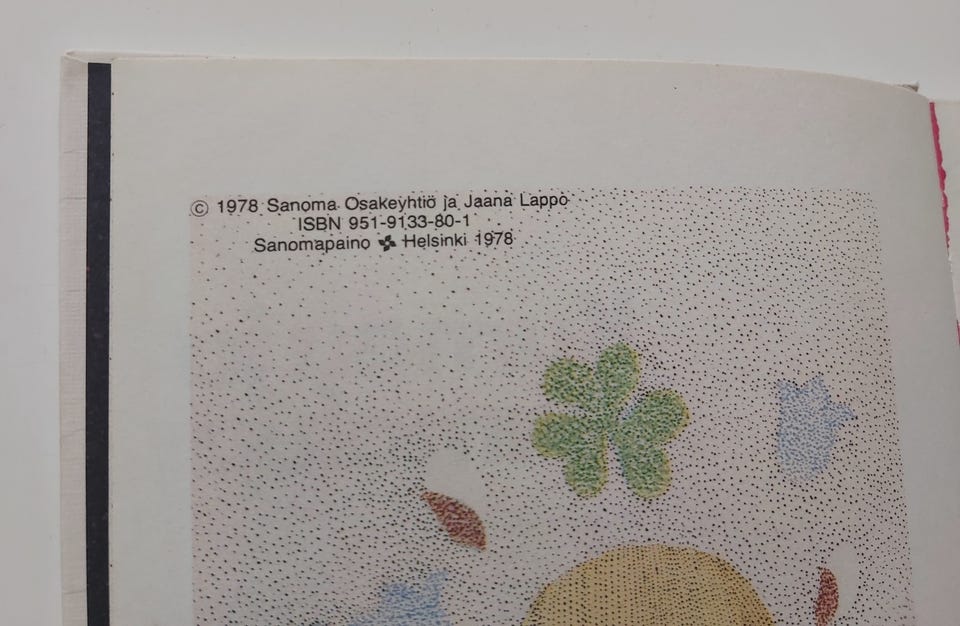 © 1978 Sanoma Osakeyhtiö ja Jaana Lappo
ISBN 951-9133-80-1
Sanomapaino Helsinki 1978